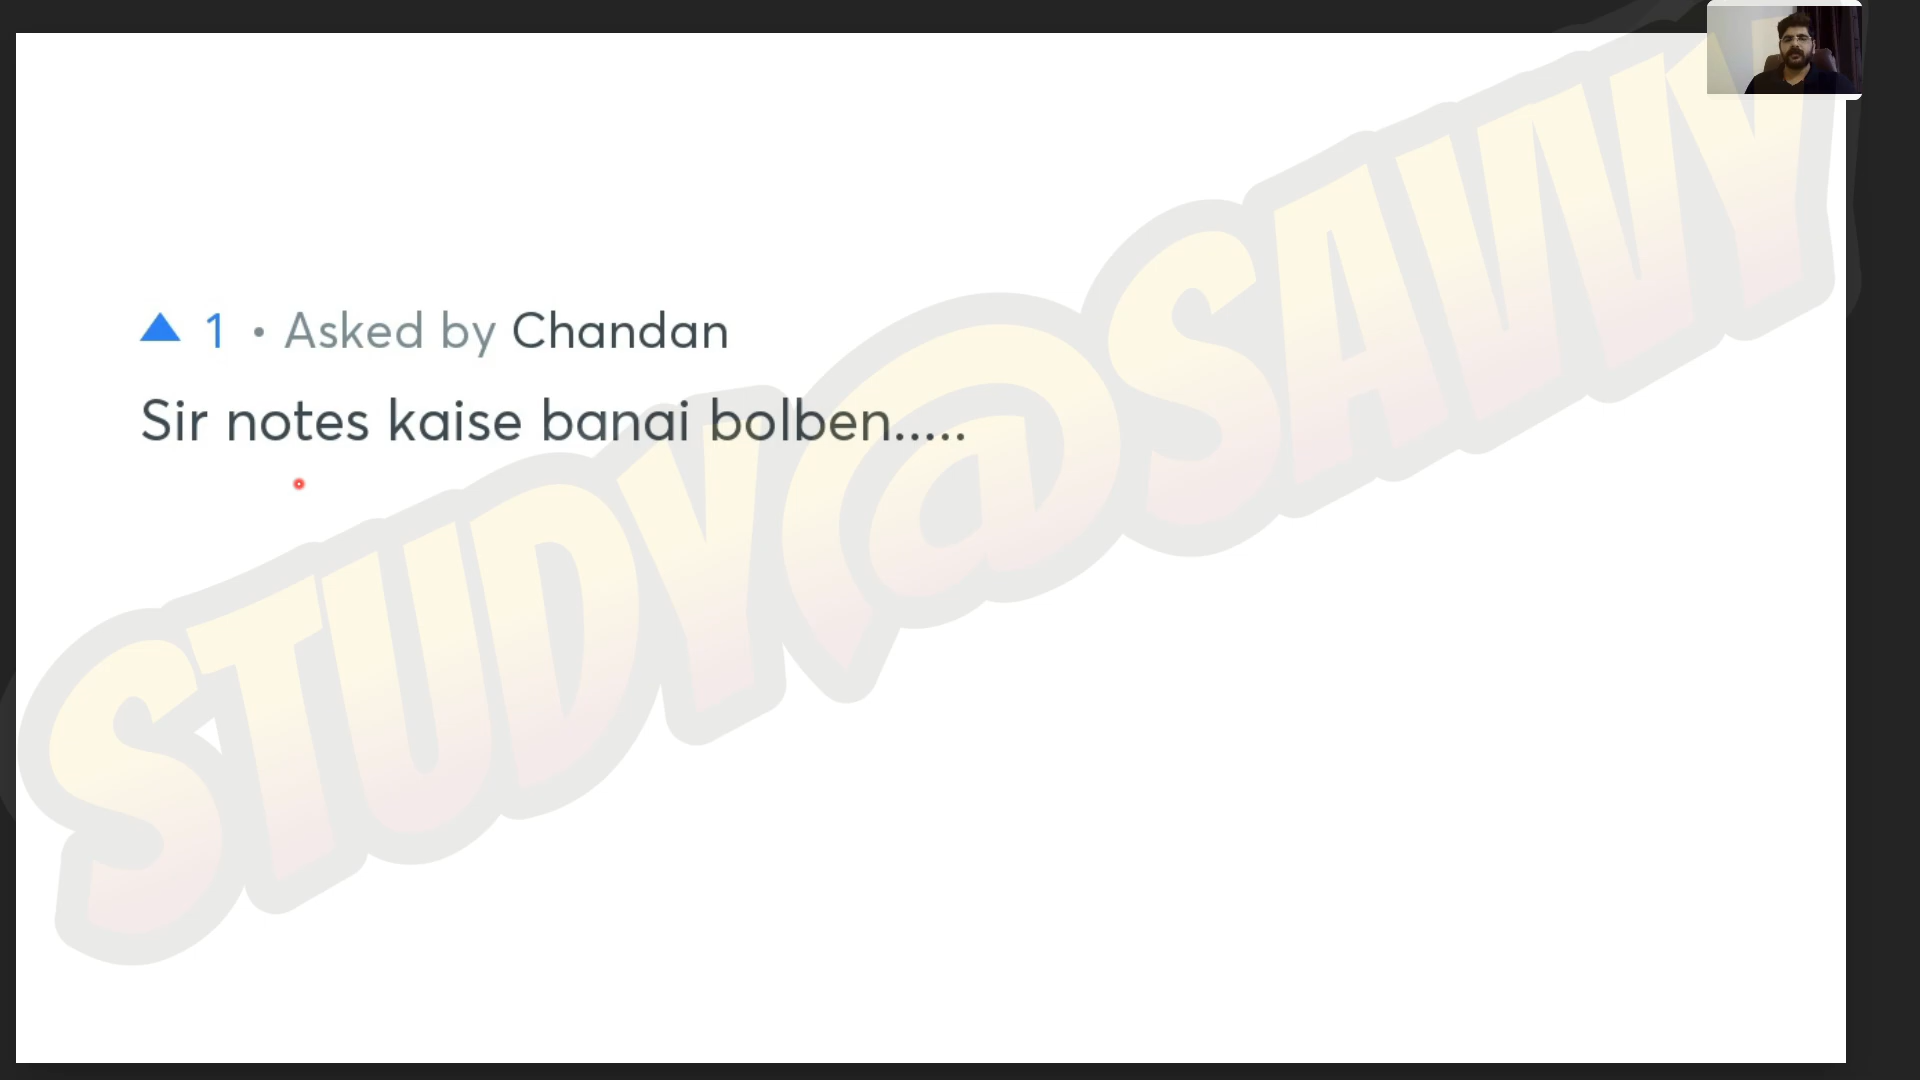 1 • Asked by Chandan
Sir notes kaise banai bolben.....
STUDY@SAVVY